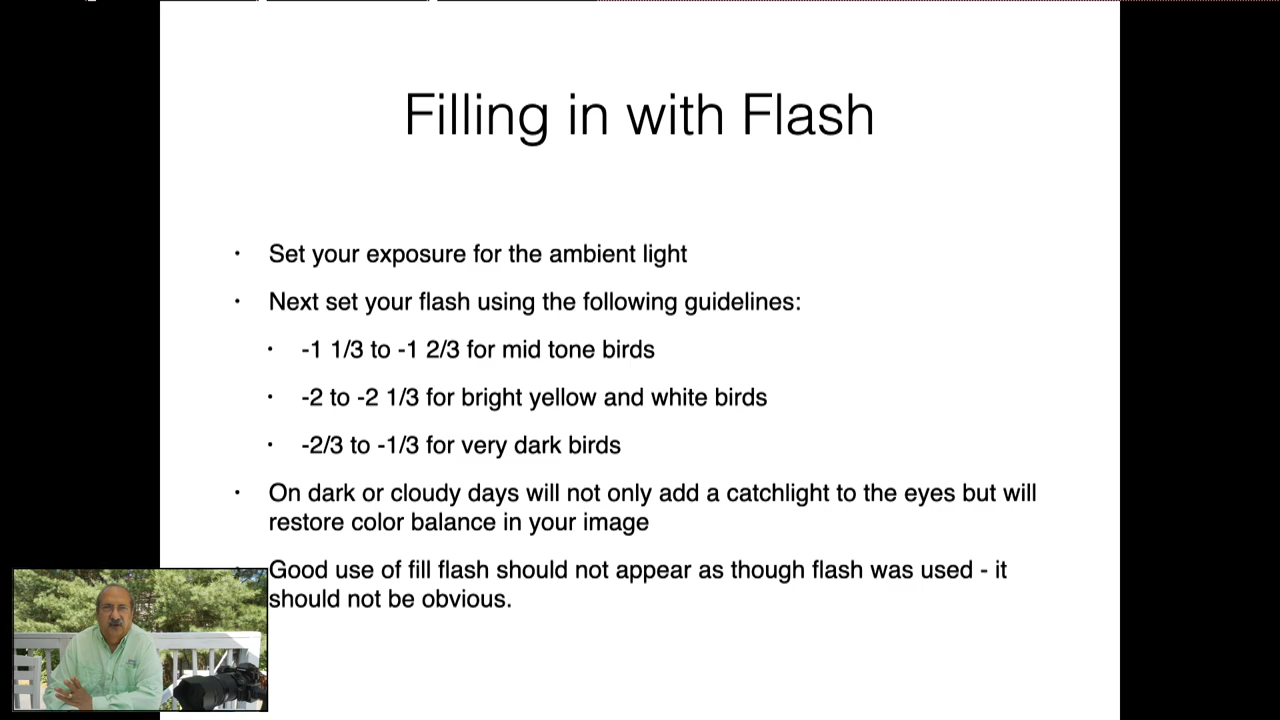 Filling in with Flash
• Set your exposure for the ambient light
• Next set your flash using the following guidelines:
• -1 1/3 to -1 2/3 for mid tone birds
• -2 to -2 1/3 for bright yellow and white birds
• -2/3 to -1/3 for very dark birds
• On dark or cloudy days will not only add a catchlight to the eyes but will
restore color balance in your image
Good use of fill flash should not appear as though flash was used - it
should not be obvious.